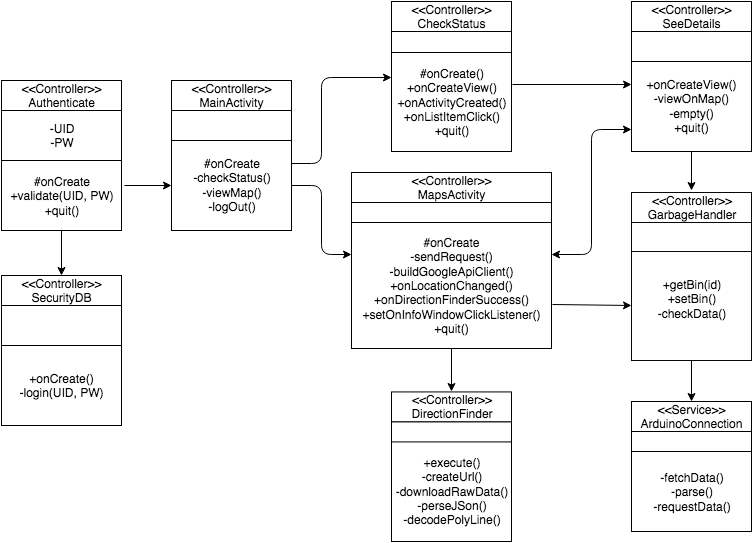 <<Controller>>
Authenticate
-UID
-PW
#onCreate
+validate(UID, PW)
+quit()
<<Controller>>
SecurityDB
+onCreate()
-login(UID, PW)
<<Controller>>
MainActivity
#onCreate
-checkStatus()
-viewMap()
-logOut()
<<Controller>>
CheckStatus
#onCreate()
+onCreateView()
+onActivityCreated()
+onListItemClick()
+quit()
<<Controller>>
MapsActivity
#onCreate
-sendRequest()
-buildGoogleApiClient()
+onLocationChanged()
+onDirectionFinderSuccess()
+setOnInfoWindowClickListener()
+quit()
<<Controller>>
DirectionFinder
+execute()
-createUrl()
-downloadRawData()
-perseJSon()
-decodePolyLine()
<<Controller>>
SeeDetails
+onCreateView()
-viewOnMap()
-empty()
+quit()
<<Controller>>
GarbageHandler
+getBin(id)
+setBin()
-checkData()
<<Service>>
ArduinoConnection
-fetchData()
-parse()
-requestData()